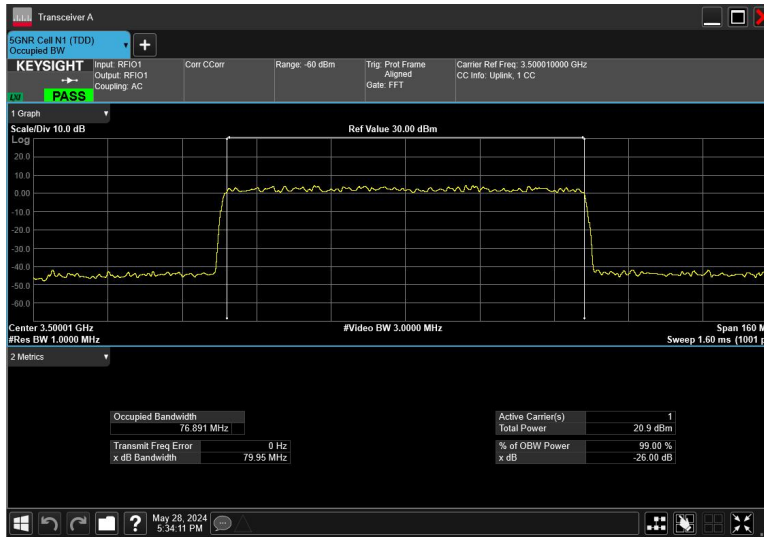 Transceiver A
5GNR Cell N1 (TDD)
Occupied BW
KEYSIGHT
LXI
PASS
Input: RFIO1
Output: RFIO1
Coupling: AC
Corr CCorr
Range: -60 dBm
Trig: Prot Frame
Aligned
Gate: FFT
Carrier Ref Freq: 3.500010000 GHz
CC Info: Uplink, 1 CC
1 Graph
Scale/Div 10.0 dB
Ref Value 30.00 dBm
Log
20.0
10.0
0.00
-10.0
-20.0
-30.0
-40.0
-50.0
-60.0
Center 3.50001 GHz
#Video BW 3.0000 MHz
Span 160 M
#Res BW 1.0000 MHz
Sweep 1.60 ms (1001 p
2 Metrics
Occupied Bandwidth
76.891 MHz
Transmit Freq Error 0 Hz
x dB Bandwidth 79.95 MHz
Active Carrier(s) 1
Total Power 20.9 dBm
% of OBW Power 99.00 %
x dB -26.00 dB
May 28, 2024
5:34:11 PM